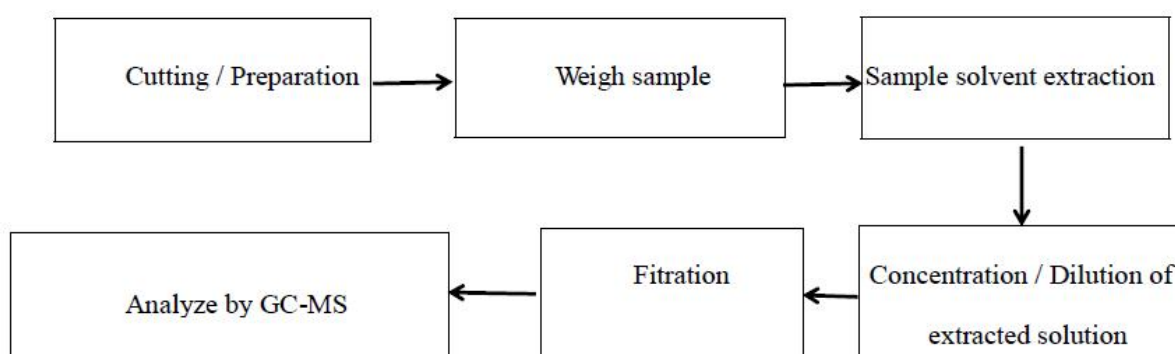 Cutting / Preparation
Weigh sample
Sample solvent extraction
Concentration / Dilution of
extracted solution
Fitration
Analyze by GC-MS